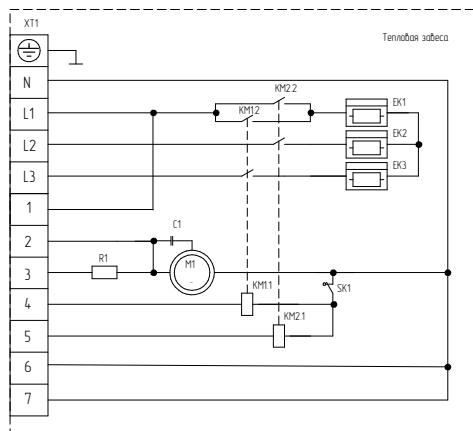 XT1
Тепловая завеса
N
L1
L2
L3
1
2
3
4
5
6
7
KM2.2
KM1.2
EK1
EK2
EK3
C1
R1
M1
~
SK1
KM1.1
KM2.1